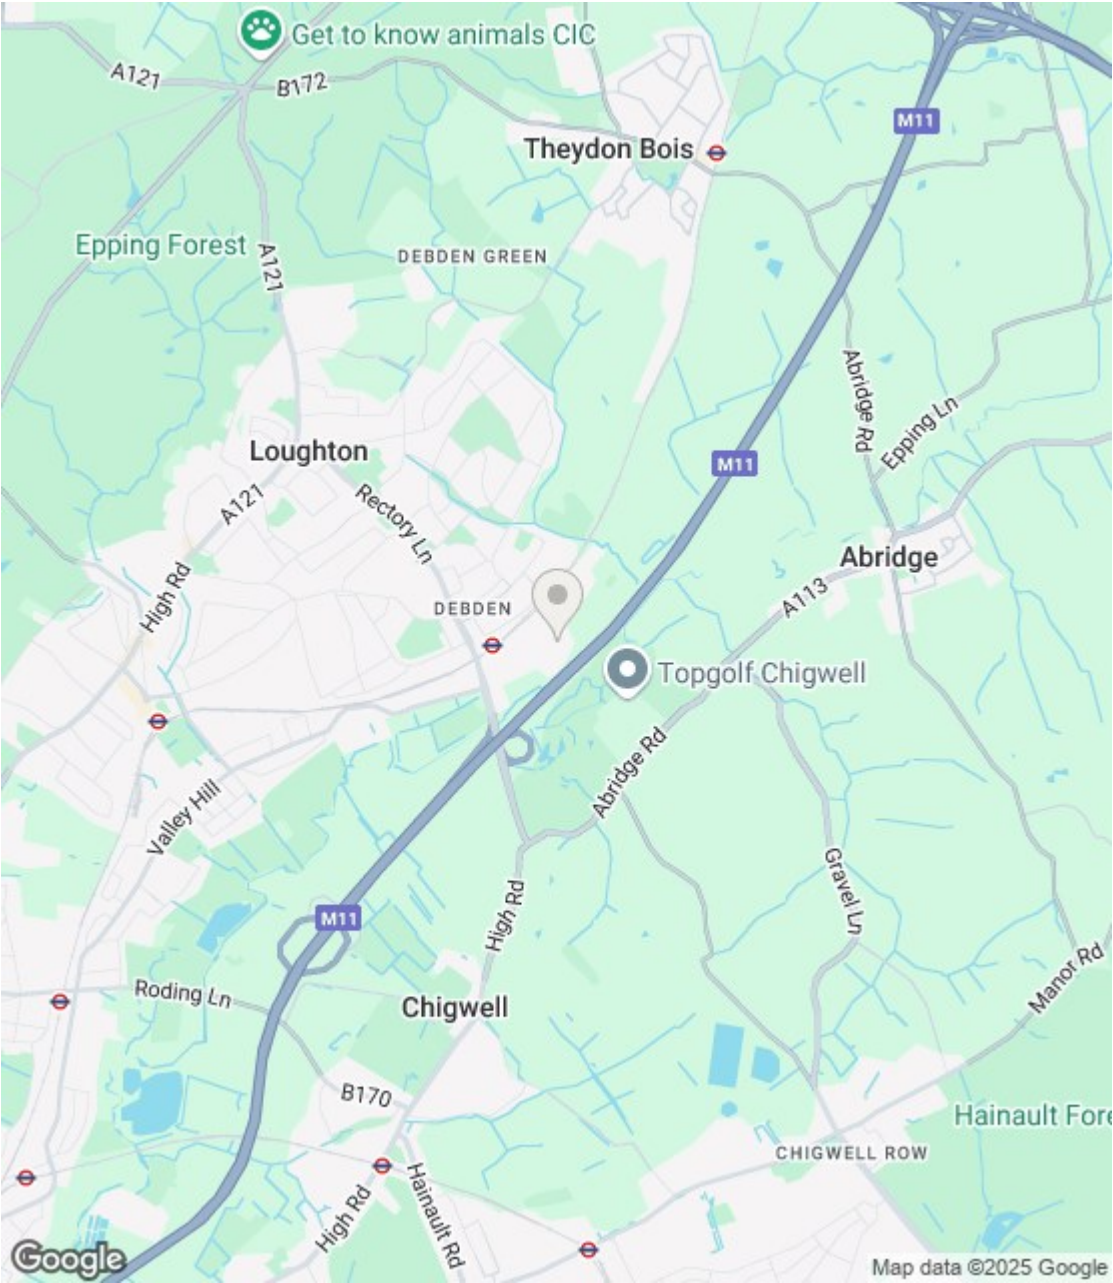 Get to know animals CIC
A121
B172
M11
Theydon Bois
Epping Forest
A121
DEBDEN GREEN
Abridge Rd
Epping Ln
Loughton
M11
A121
Rectory Ln
Abridge
High Rd
A113
DEBDEN
Topgolf Chigwell
Abridge Rd
Valley Hill
Gravel Ln
M11
High Rd
Manor Rd
Roding Ln
Chigwell
B170
Hainault Fore
CHIGWELL ROW
High Rd
Hainault Rd
Google
Map data ©2025 Google